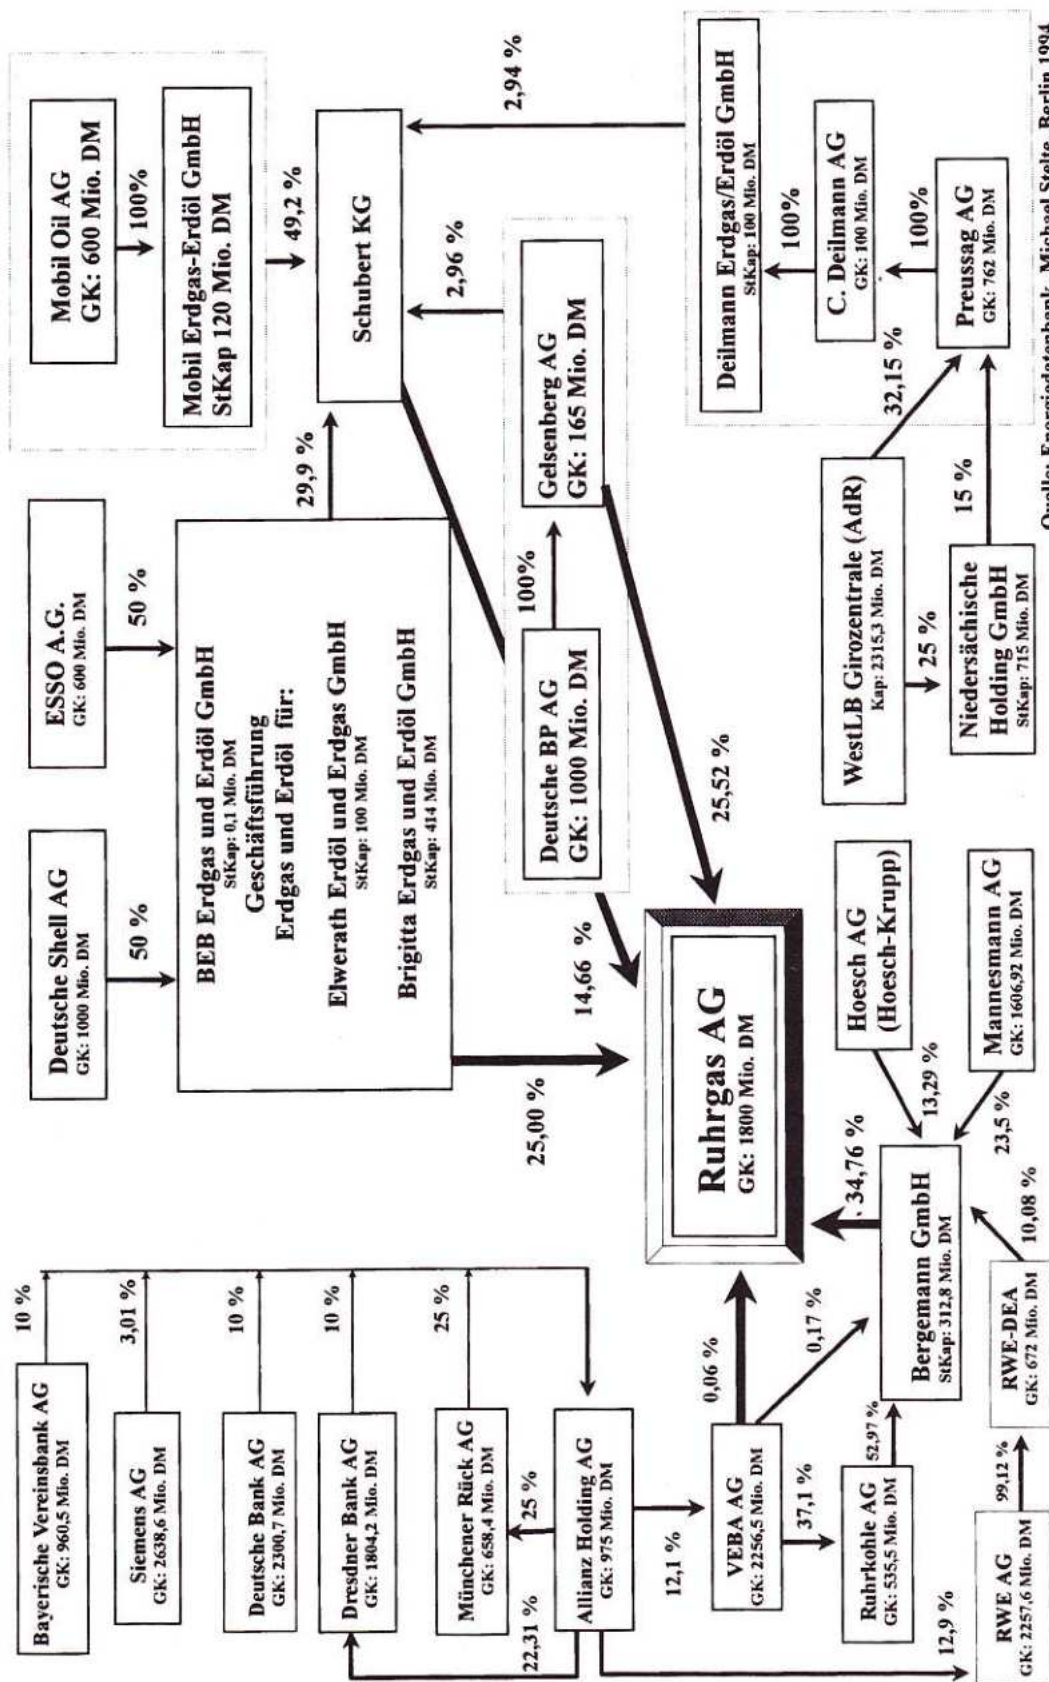 Mobil Oil AG
GK: 600 Mio. DM
100%
Mobil Erdgas-Erdöl GmbH
StKap 120 Mio. DM
49,2 %
Schubert KG
2,94 %
2,96 %
29,9 %
ESSO A.G.
GK: 600 Mio. DM
50 %
Deutsche Shell AG
GK: 1000 Mio. DM
50 %
BEB Erdgas und Erdöl GmbH
StKap: 0,1 Mio. DM
Geschäftsführung
Erdgas und Erdöl für:
Elwerath Erdöl und Erdgas GmbH
StKap: 100 Mio. DM
Brigitta Erdgas und Erdöl GmbH
StKap: 414 Mio. DM
25,00 %
14,66 %
Deutsche BP AG
GK: 1000 Mio. DM
100%
Gelsenberg AG
GK: 165 Mio. DM
25,52 %
Deilmann Erdgas/Erdöl GmbH
StKap: 100 Mio. DM
100%
C. Deilmann AG
GK: 100 Mio. DM
100%
Preussag AG
GK: 762 Mio. DM
32,15 %
15 %
WestLB Girozentrale (AdR)
Kap: 2315,3 Mio. DM
25 %
Niedersächische
Holding GmbH
StKap: 715 Mio. DM
Ruhrgas AG
GK: 1800 Mio. DM
34,76 %
Hoesch AG
(Hoesch-Krupp)
13,29 %
Mannesmann AG
GK: 1606,92 Mio. DM
23,5 %
Bergemann GmbH
StKap: 312,8 Mio. DM
10,08 %
RWE-DEA
GK: 672 Mio. DM
99,12 %
RWE AG
GK: 2257,6 Mio. DM
12,9 %
Bayerische Vereinsbank AG
GK: 960,5 Mio. DM
10 %
Siemens AG
GK: 2638,6 Mio. DM
3,01 %
Deutsche Bank AG
GK: 2300,7 Mio. DM
10 %
Dresdner Bank AG
GK: 1804,2 Mio. DM
10 %
Münchener Rück AG
GK: 658,4 Mio. DM
25 %
25 %
22,31 %
Allianz Holding AG
GK: 975 Mio. DM
12,1 %
VEBA AG
GK: 2256,5 Mio. DM
0,06 %
0,17 %
37,1 %
Ruhrkohle AG
GK: 535,5 Mio. DM
52,97 %
Quelle: Energiedatenbank, Michael Stelte, Berlin 1994